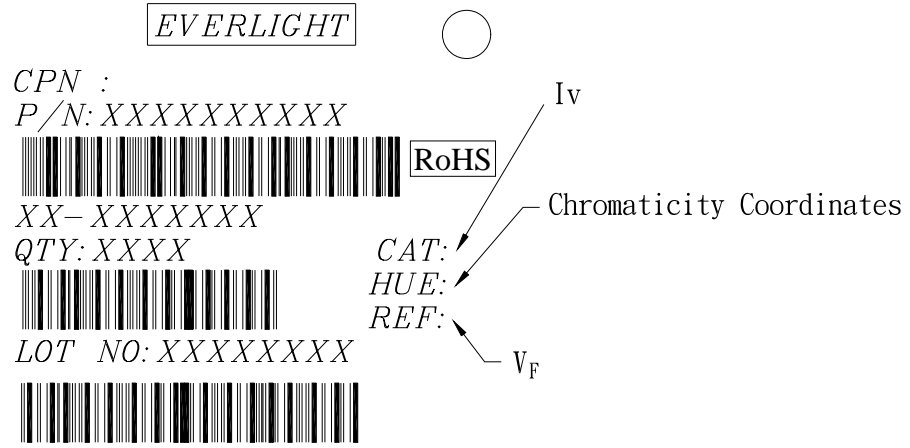 EVERLIGHT
CPN :
P/N: XXXXXXXXXX
RoHS
XX-XXXXXXX
QTY: XXXX
LOT NO: XXXXXXXX
CAT:
HUE:
REF:
Iv
Chromaticity Coordinates
VF